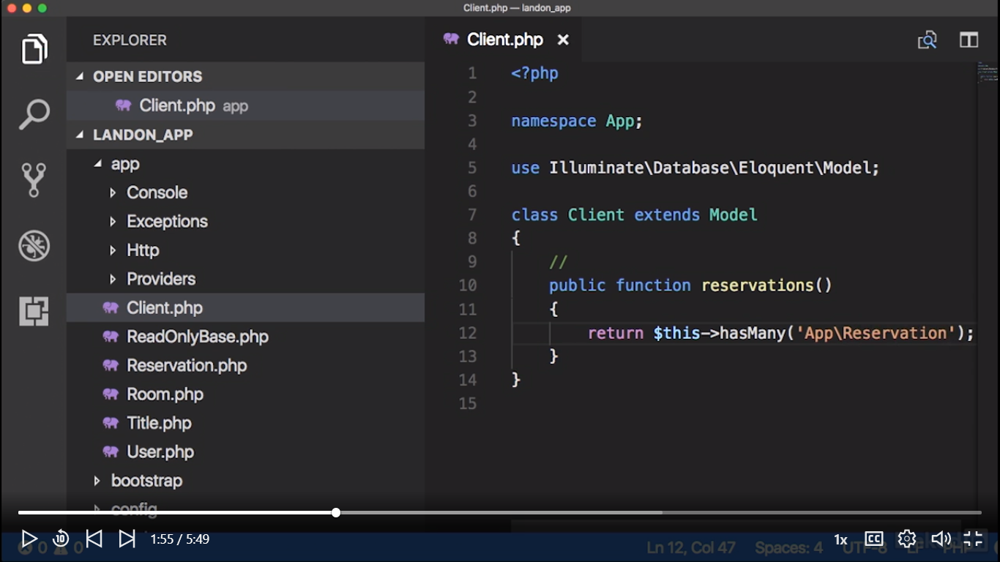 Client.php — landon_app
EXPLORER
OPEN EDITORS
Client.php app
LANDON_APP
app
Console
Exceptions
Http
Providers
Client.php
ReadOnlyBase.php
Reservation.php
Room.php
Title.php
User.php
bootstrap
config
Client.php ×
1 <?php
2
3 namespace App;
4
5 use Illuminate\Database\Eloquent\Model;
6
7 class Client extends Model
8 {
9 //
10 public function reservations()
11 {
12 return $this->hasMany('App\Reservation');
13 }
14 }
15
10
1:55 / 5:49
1x
CC
0 0
Ln 12, Col 47 Spaces: 4 UTF-8 LF PHP